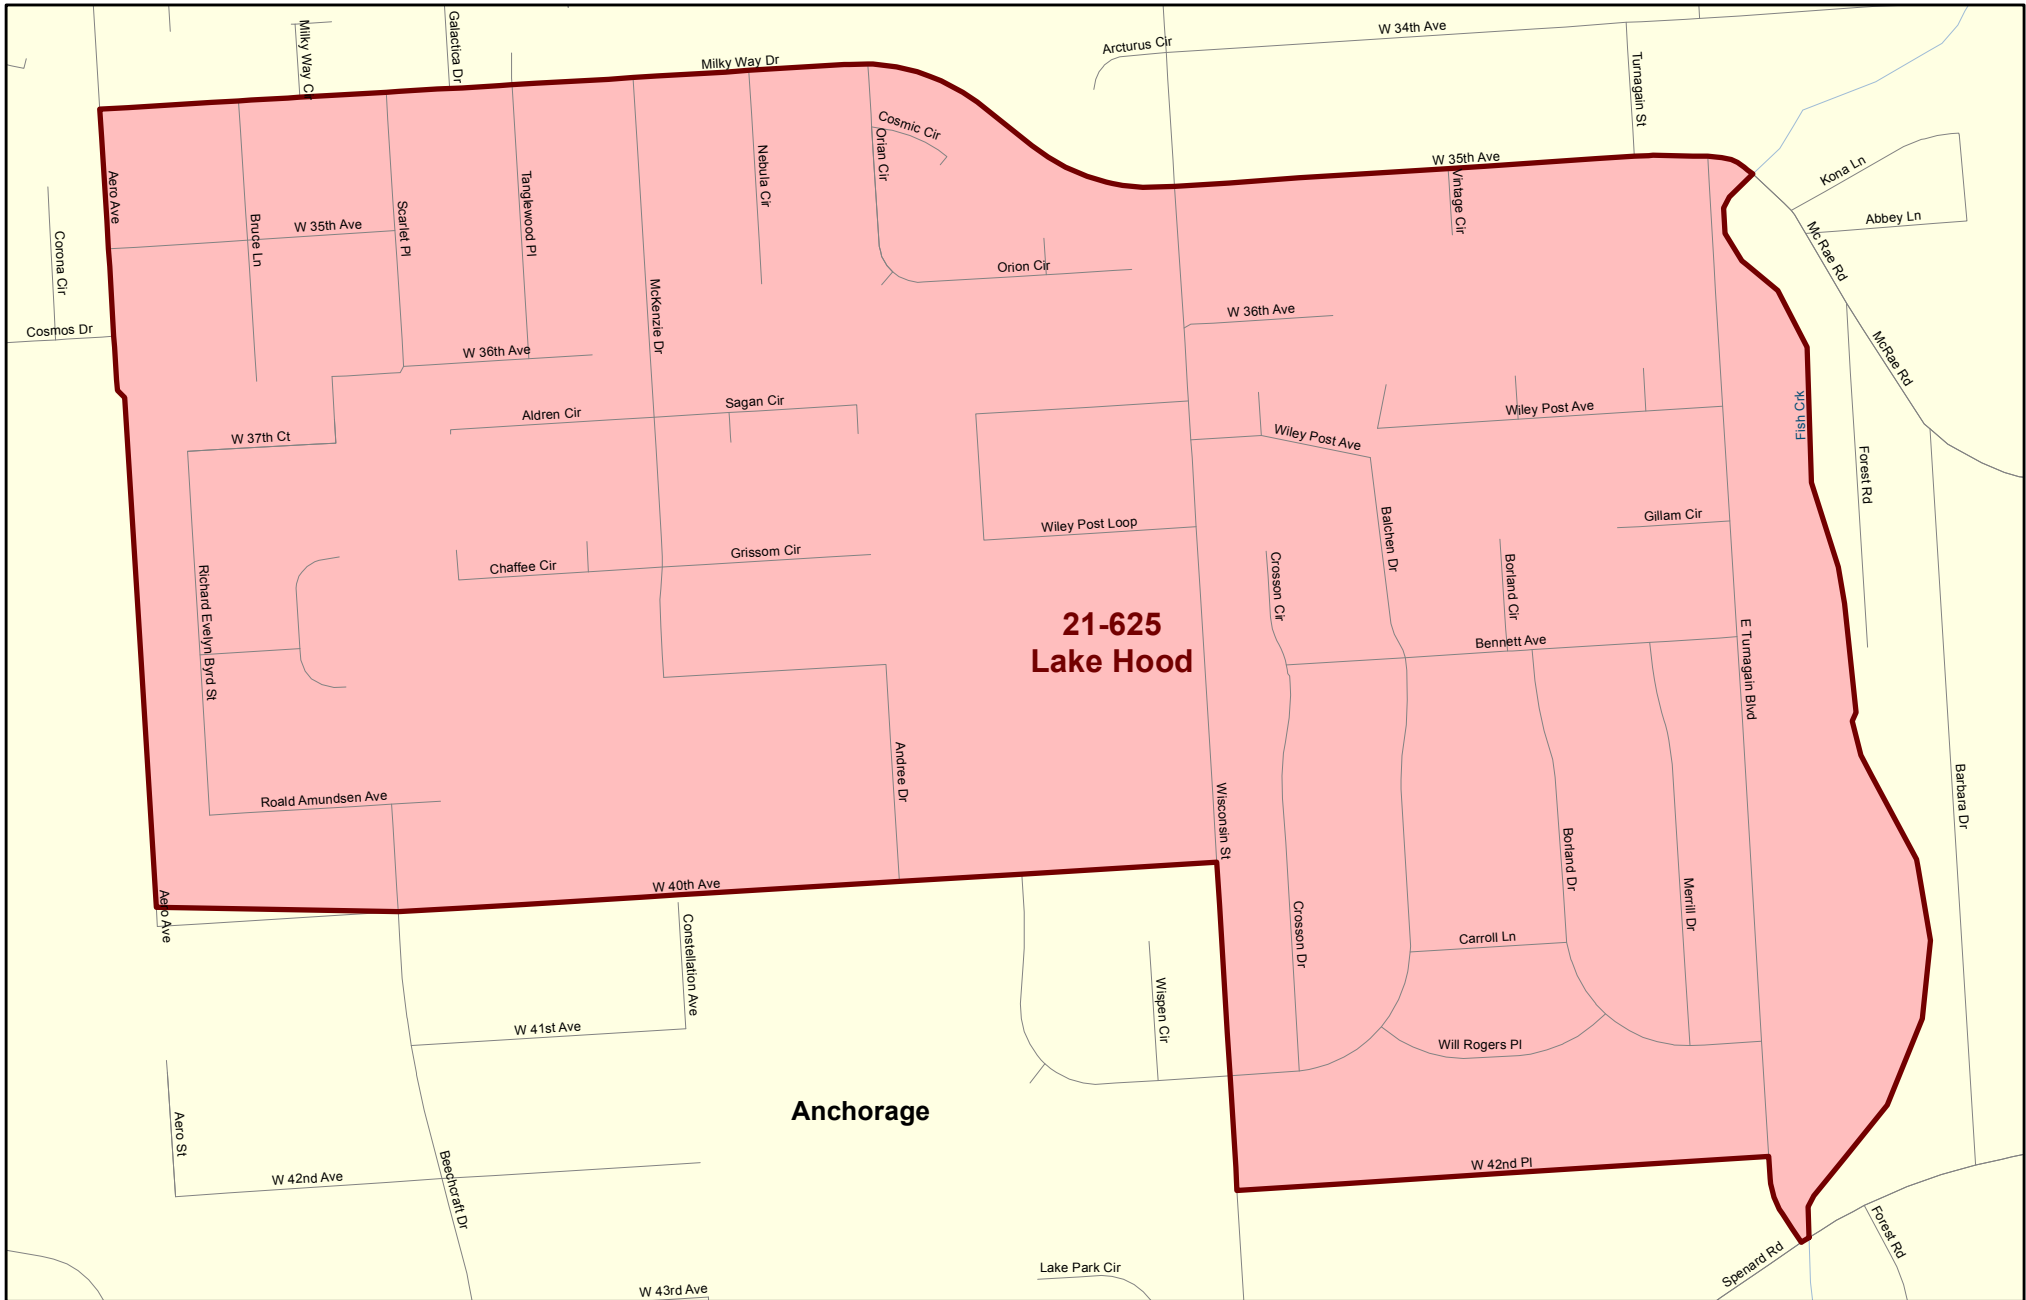 Milky Way Cir
Galactica Dr
Milky Way Dr
Arcturus Cir
W 34th Ave
Turnagain St
Cosmic Cir
Orian Cir
W 35th Ave
Kona Ln
Abbey Ln
Aero Ave
Bruce Ln
W 35th Ave
Scarlet Pl
Tanglewood Pl
Nebula Cir
Vintage Cir
Mc Rae Rd
Corona Cir
Orion Cir
Cosmos Dr
McKenzie Dr
W 36th Ave
W 36th Ave
McRae Rd
Aldren Cir
Sagan Cir
Wiley Post Ave
Fish Crk
W 37th Ct
Wiley Post Ave
Forest Rd
Wiley Post Loop
Balchen Dr
Gillam Cir
Richard Evelyn Byrd St
Chaffee Cir
Grissom Cir
Crosson Cir
Borland Cir
21-625
Lake Hood
Bennett Ave
E Turnagain Blvd
Andree Dr
Wisconsin St
Barbara Dr
Roald Amundsen Ave
Borland Dr
W 40th Ave
Merrill Dr
Aero Ave
Constellation Ave
Crosson Dr
Carroll Ln
Wispen Cir
W 41st Ave
Will Rogers Pl
Anchorage
Aero St
W 42nd Ave
Beechcraft Dr
W 42nd Pl
Forest Rd
Spenard Rd
Lake Park Cir
W 43rd Ave